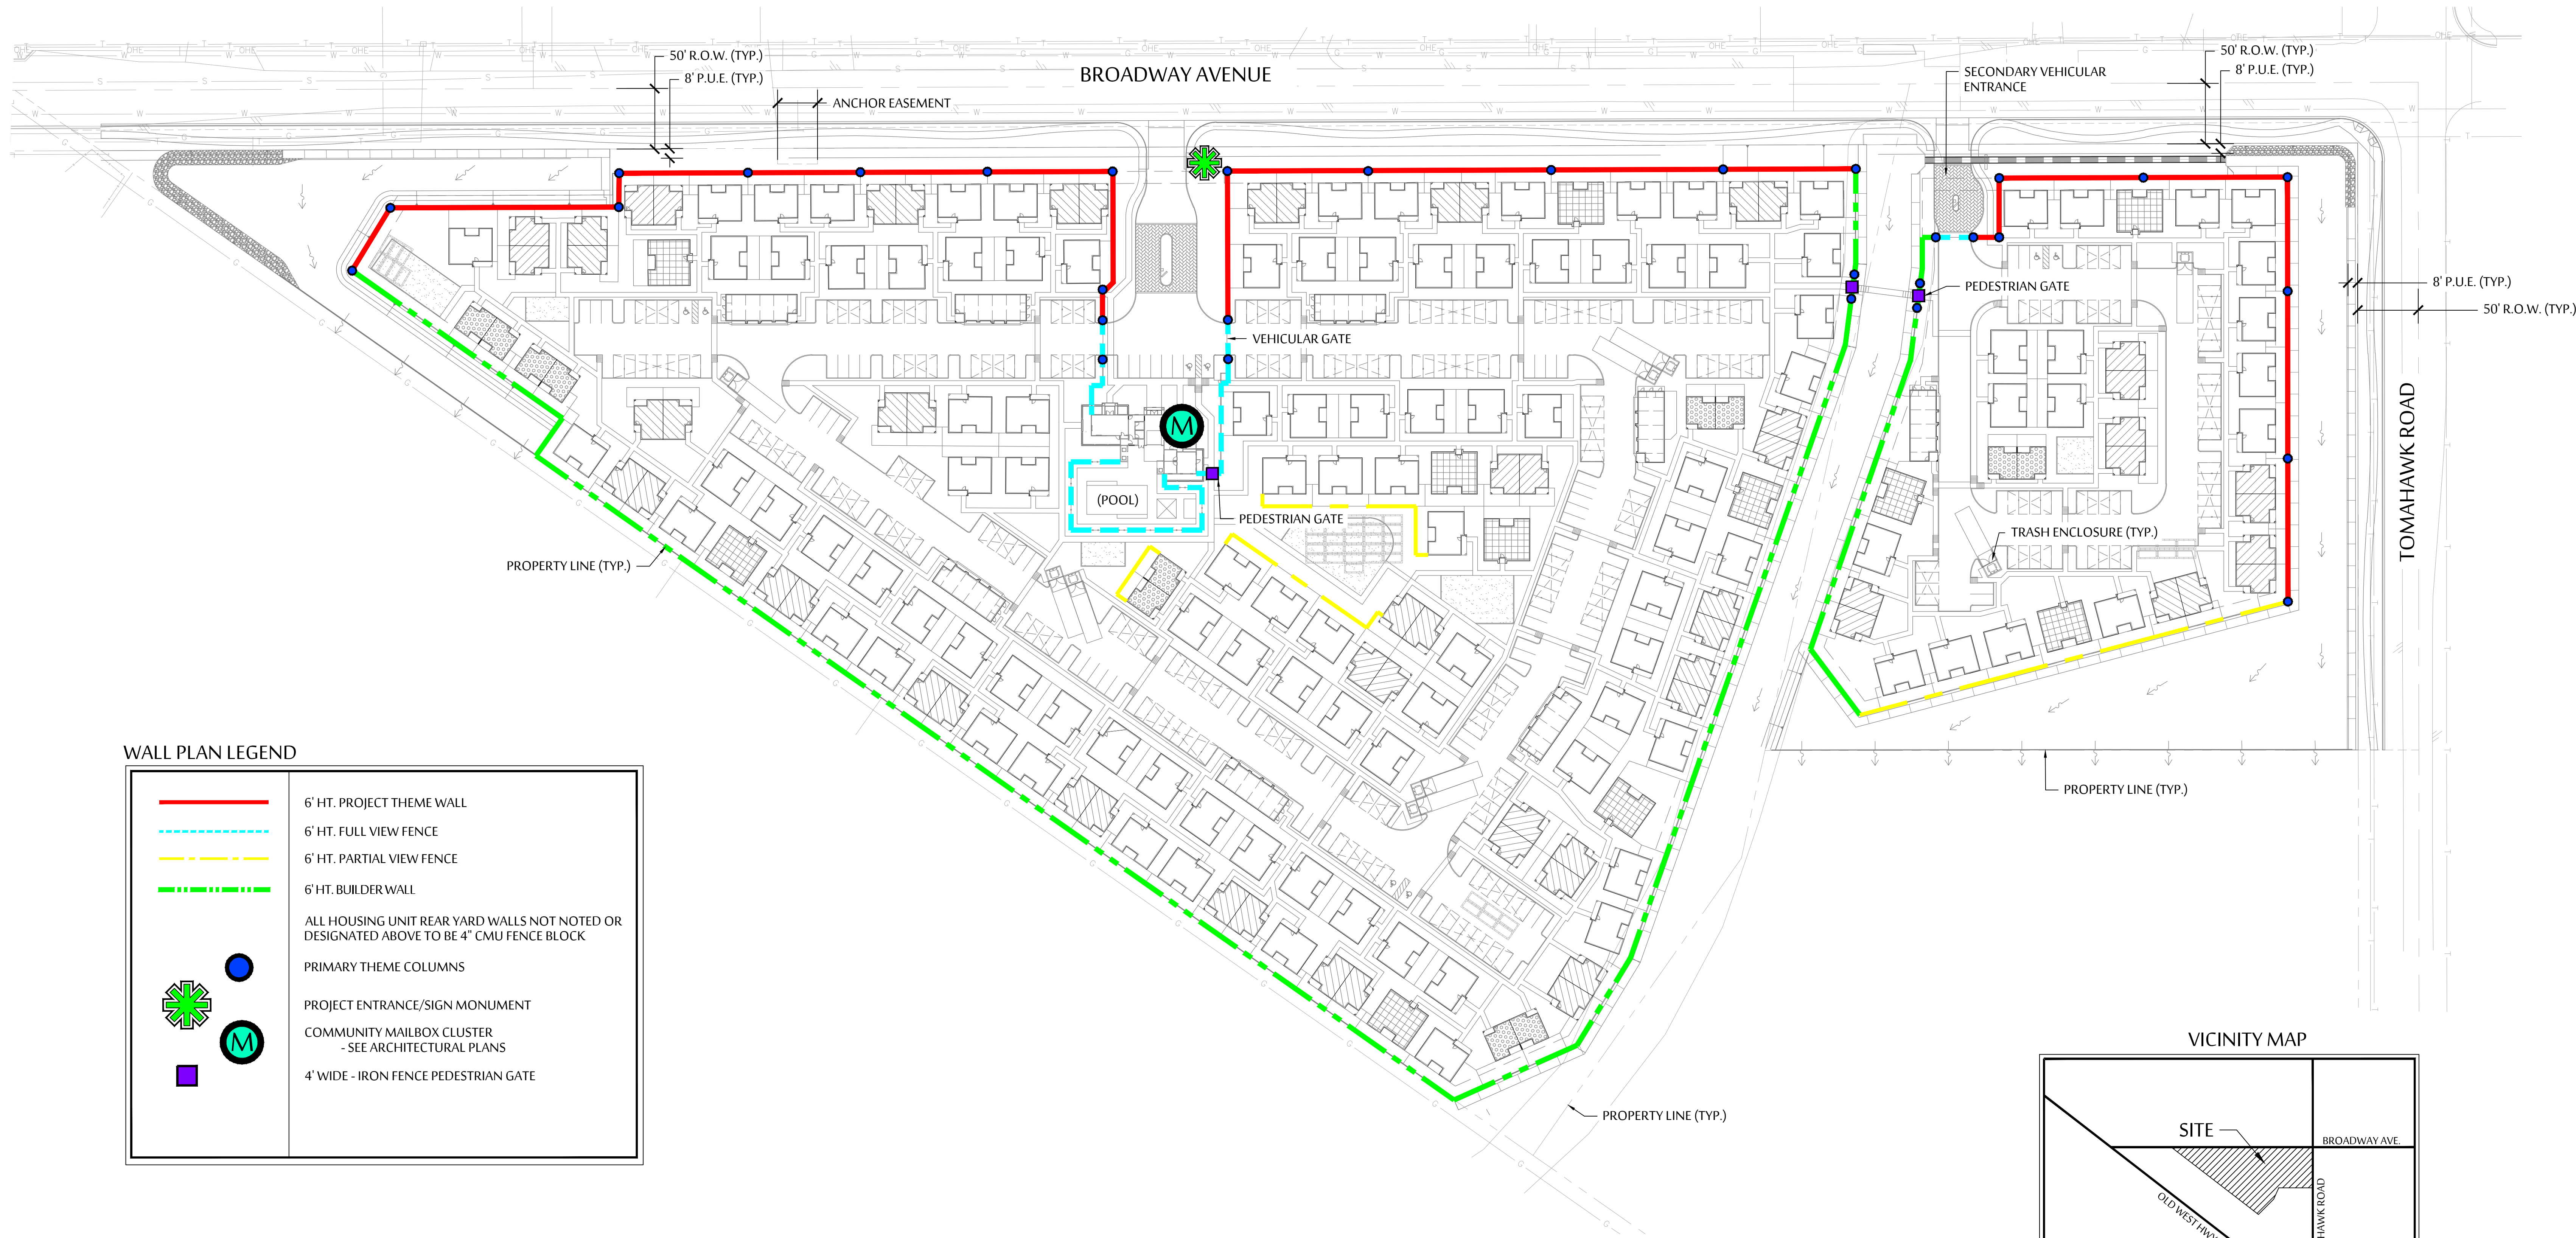 50' R.O.W. (TYP.)
8' P.U.E. (TYP.)
ANCHOR EASEMENT
BROADWAY AVENUE
SECONDARY VEHICULAR
ENTRANCE
50' R.O.W. (TYP.)
8' P.U.E. (TYP.)
PEDESTRIAN GATE
8' P.U.E. (TYP.)
50' R.O.W. (TYP.)
VEHICULAR GATE
TOMAHAWK ROAD
M
(POOL)
PEDESTRIAN GATE
TRASH ENCLOSURE (TYP.)
PROPERTY LINE (TYP.)
PROPERTY LINE (TYP.)
PROPERTY LINE (TYP.)
WALL PLAN LEGEND
6' HT. PROJECT THEME WALL
6' HT. FULL VIEW FENCE
6' HT. PARTIAL VIEW FENCE
6' HT. BUILDER WALL
ALL HOUSING UNIT REAR YARD WALLS NOT NOTED OR
DESIGNATED ABOVE TO BE 4" CMU FENCE BLOCK
PRIMARY THEME COLUMNS
PROJECT ENTRANCE/SIGN MONUMENT
M
COMMUNITY MAILBOX CLUSTER
- SEE ARCHITECTURAL PLANS
4' WIDE - IRON FENCE PEDESTRIAN GATE
VICINITY MAP
SITE
BROADWAY AVE.
OLD WEST HWY
HAWK ROAD